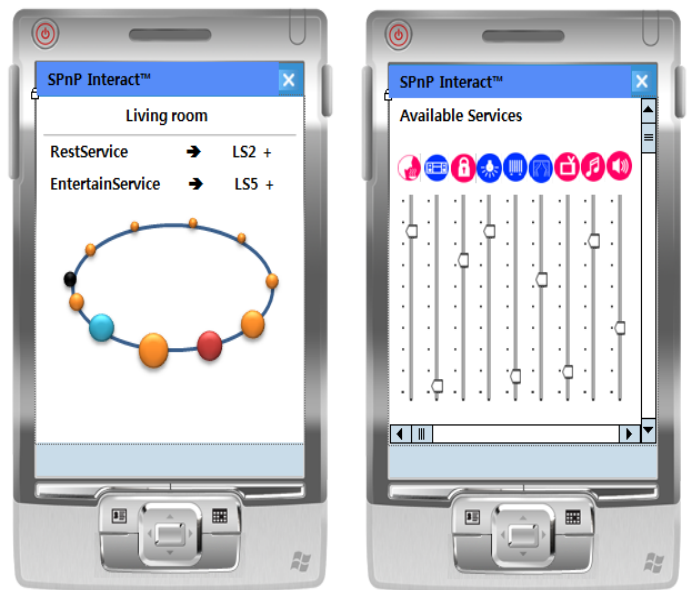 SPnP Interact™
Living room
RestService ➔ LS2 +
EntertainService ➔ LS5 +
SPnP Interact™
Available Services